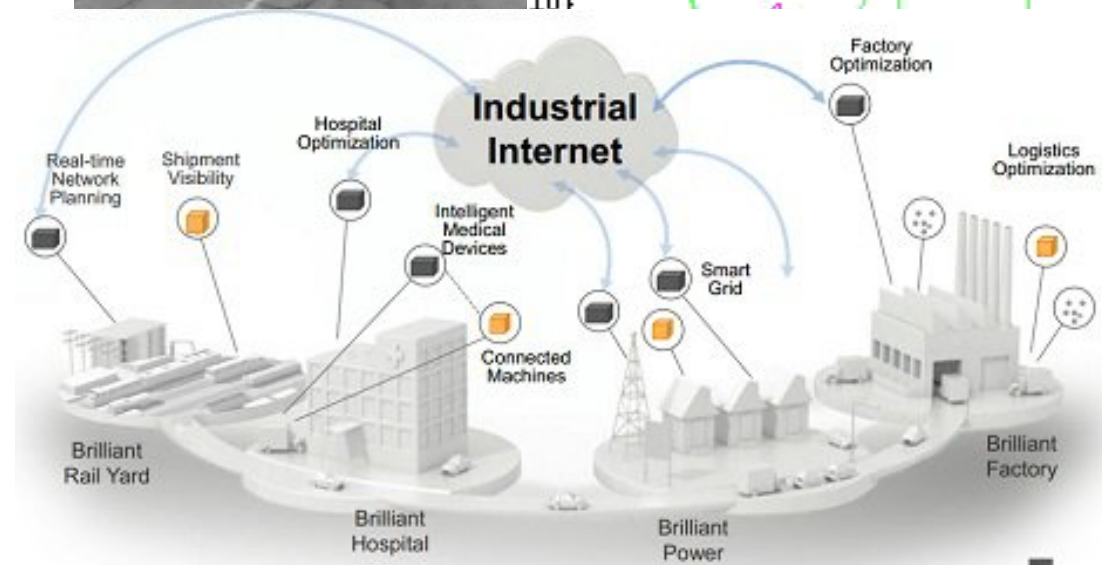 Industrial
Internet
Factory
Optimization
Hospital
Optimization
Real-time
Network
Planning
Shipment
Visibility
Logistics
Optimization
Intelligent
Medical
Devices
Smart
Grid
Connected
Machines
Brilliant
Rail Yard
Brilliant
Hospital
Brilliant
Power
Brilliant
Factory